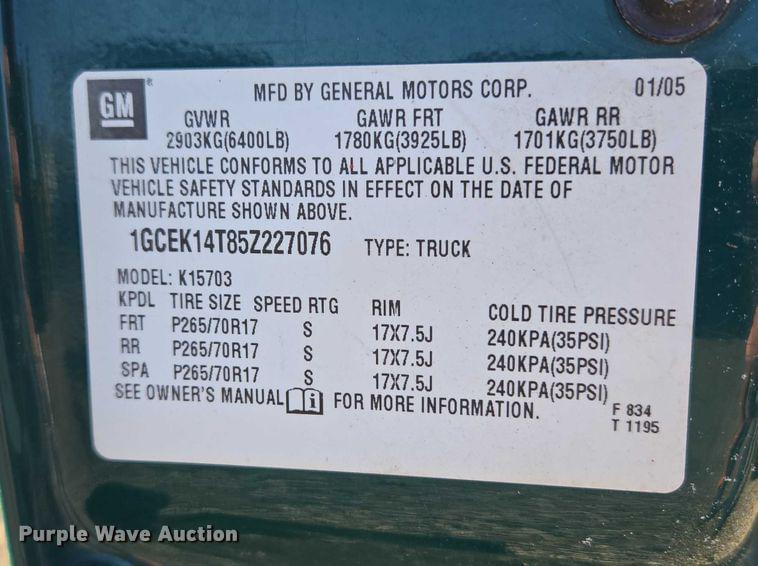 GM
MFD BY GENERAL MOTORS CORP. 01/05
GVWR GAWR FRT GAWR RR
2903KG(6400LB) 1780KG(3925LB) 1701KG(3750LB)
THIS VEHICLE CONFORMS TO ALL APPLICABLE U.S. FEDERAL MOTOR
VEHICLE SAFETY STANDARDS IN EFFECT ON THE DATE OF
MANUFACTURE SHOWN ABOVE.
1GCEK14T85Z227076 TYPE: TRUCK
MODEL: K15703
KPDL TIRE SIZE SPEED RTG RIM COLD TIRE PRESSURE
FRT P265/70R17 S 17X7.5J 240KPA(35PSI)
RR P265/70R17 S 17X7.5J 240KPA(35PSI)
SPA P265/70R17 S 17X7.5J 240KPA(35PSI)
SEE OWNER'S MANUAL i FOR MORE INFORMATION.
F 834
T 1195
Purple Wave Auction